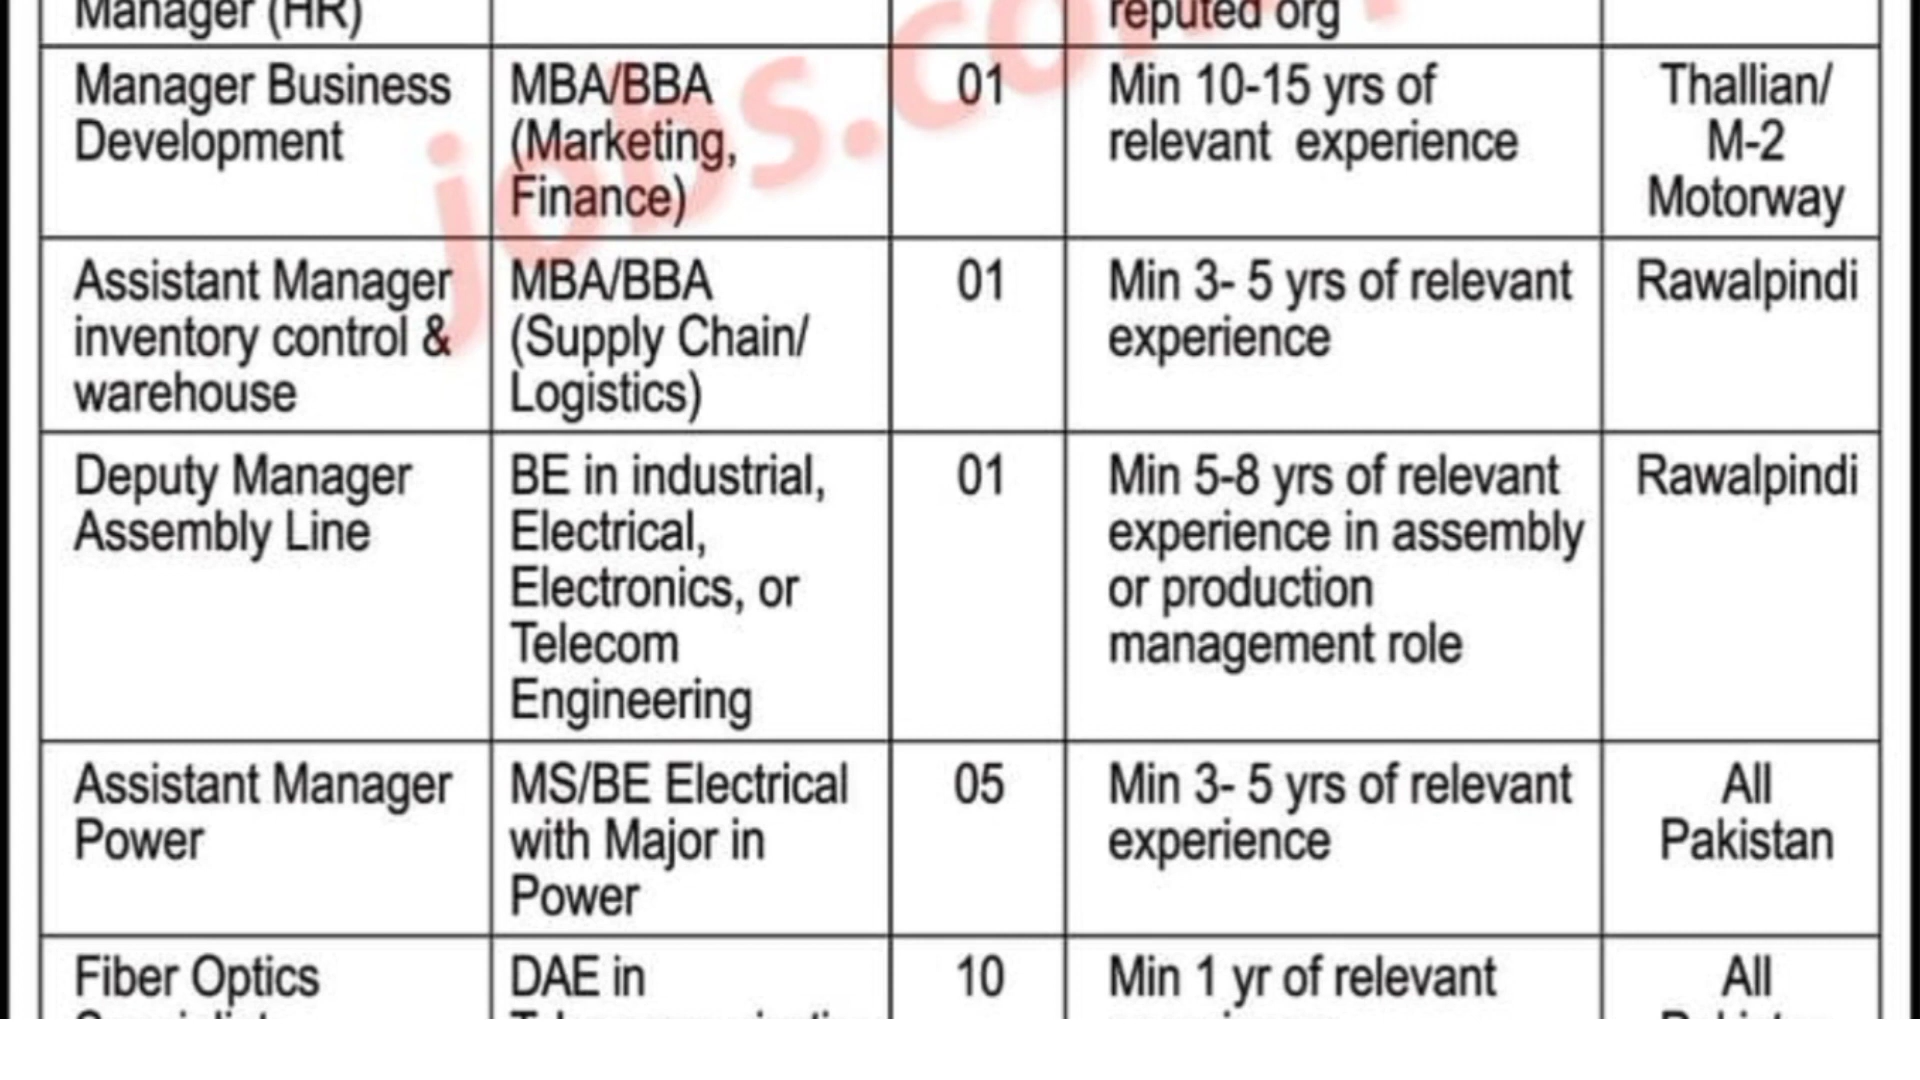 Manager (HR)
reputed org
jobs.co
Manager Business
Development
MBA/BBA
(Marketing,
Finance)
01
Min 10-15 yrs of
relevant experience
Thallian/
M-2
Motorway
Assistant Manager
inventory control &
warehouse
MBA/BBA
(Supply Chain/
Logistics)
01
Min 3- 5 yrs of relevant
experience
Rawalpindi
Deputy Manager
Assembly Line
BE in industrial,
Electrical,
Electronics, or
Telecom
Engineering
01
Min 5-8 yrs of relevant
experience in assembly
or production
management role
Rawalpindi
Assistant Manager
Power
MS/BE Electrical
with Major in
Power
05
Min 3- 5 yrs of relevant
experience
All
Pakistan
Fiber Optics
DAE in
10
Min 1 yr of relevant
All